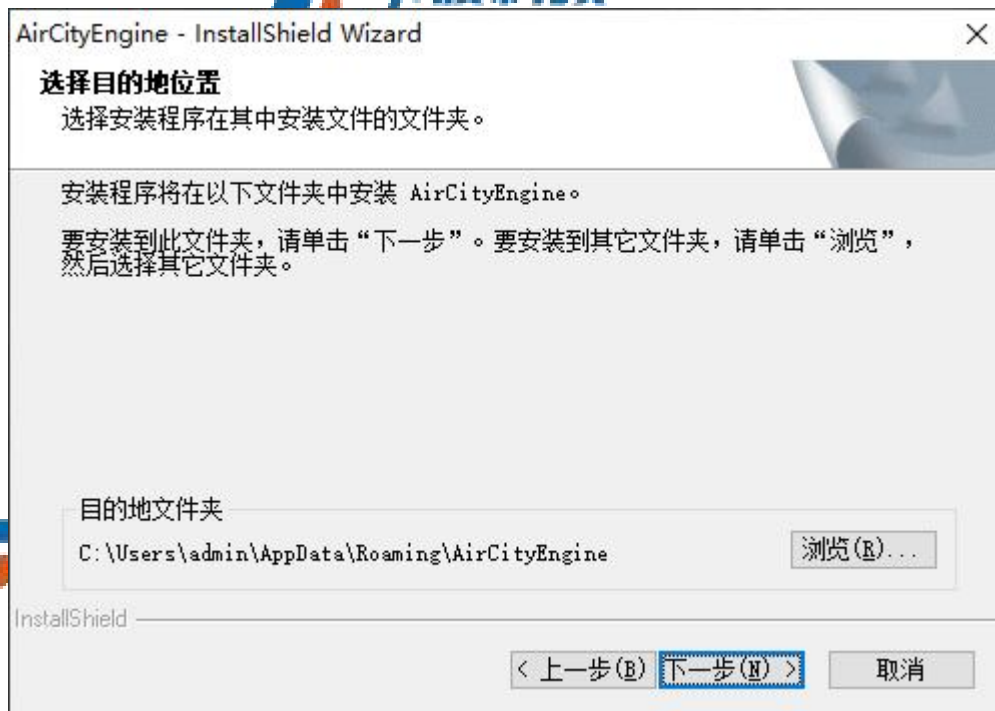 AirCityEngine - InstallShield Wizard
选择目的地位置
选择安装程序在其中安装文件的文件夹。
安装程序将在以下文件夹中安装 AirCityEngine。
要安装到此文件夹，请单击“下一步”。要安装到其它文件夹，请单击“浏览”，
然后选择其它文件夹。
目的地文件夹
C:\Users\admin\AppData\Roaming\AirCityEngine
浏览(R)...
InstallShield
< 上一步(B)
下一步(N) >
取消